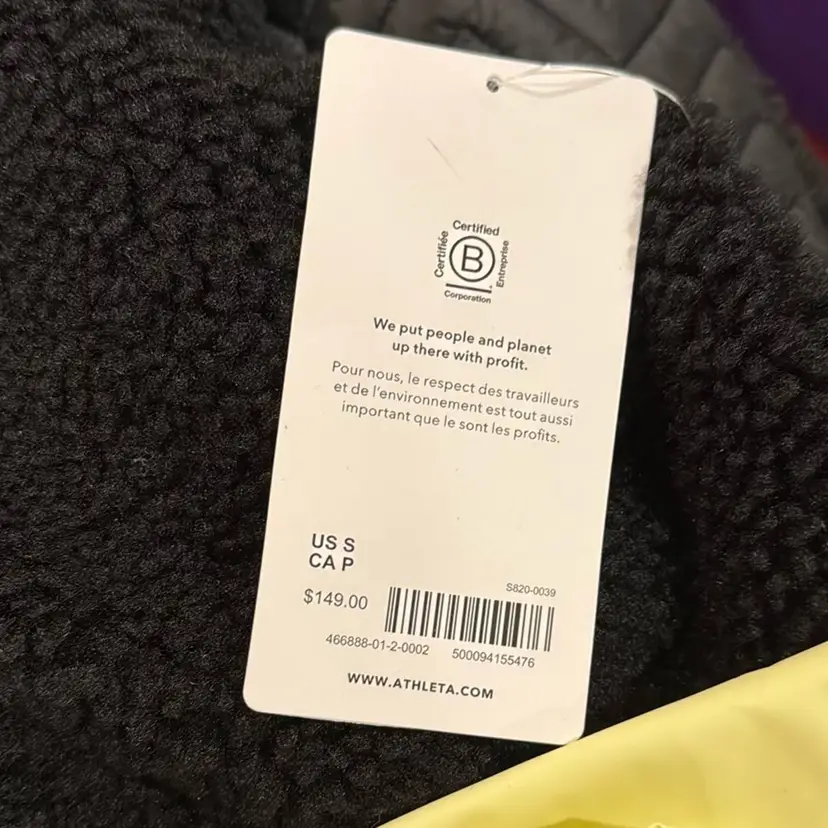 Certified
Certifiée
B
Entreprise
Corporation
We put people and planet
up there with profit.
Pour nous, le respect des travailleurs
et de l'environnement est tout aussi
important que le sont les profits.
US S
CA P
S820-0039
$149.00
466888-01-2-0002 500094155476
WWW.ATHLETA.COM